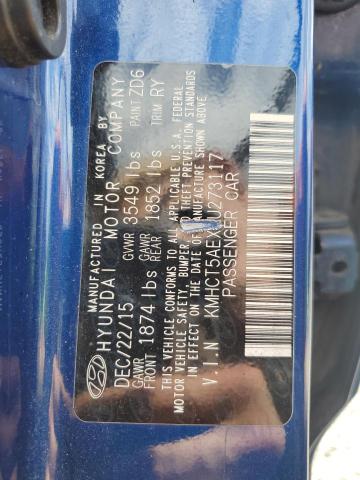 MANUFACTURED IN KOREA BY
HYUNDAI MOTOR COMPANY
DEC/22/15 GVWR 3549 lbs PAINT ZD6
GAWR FRONT 1874 lbs GAWR REAR 1852 lbs TRIM RY
THIS VEHICLE CONFORMS TO ALL APPLICABLE U.S.A. FEDERAL
MOTOR VEHICLE SAFETY, BUMPER, AND THEFT PREVENTION STANDARDS
IN EFFECT ON THE DATE OF MANUFACTURE SHOWN ABOVE
V.I.N KMHCT5AEX U273117
PASSENGER CAR